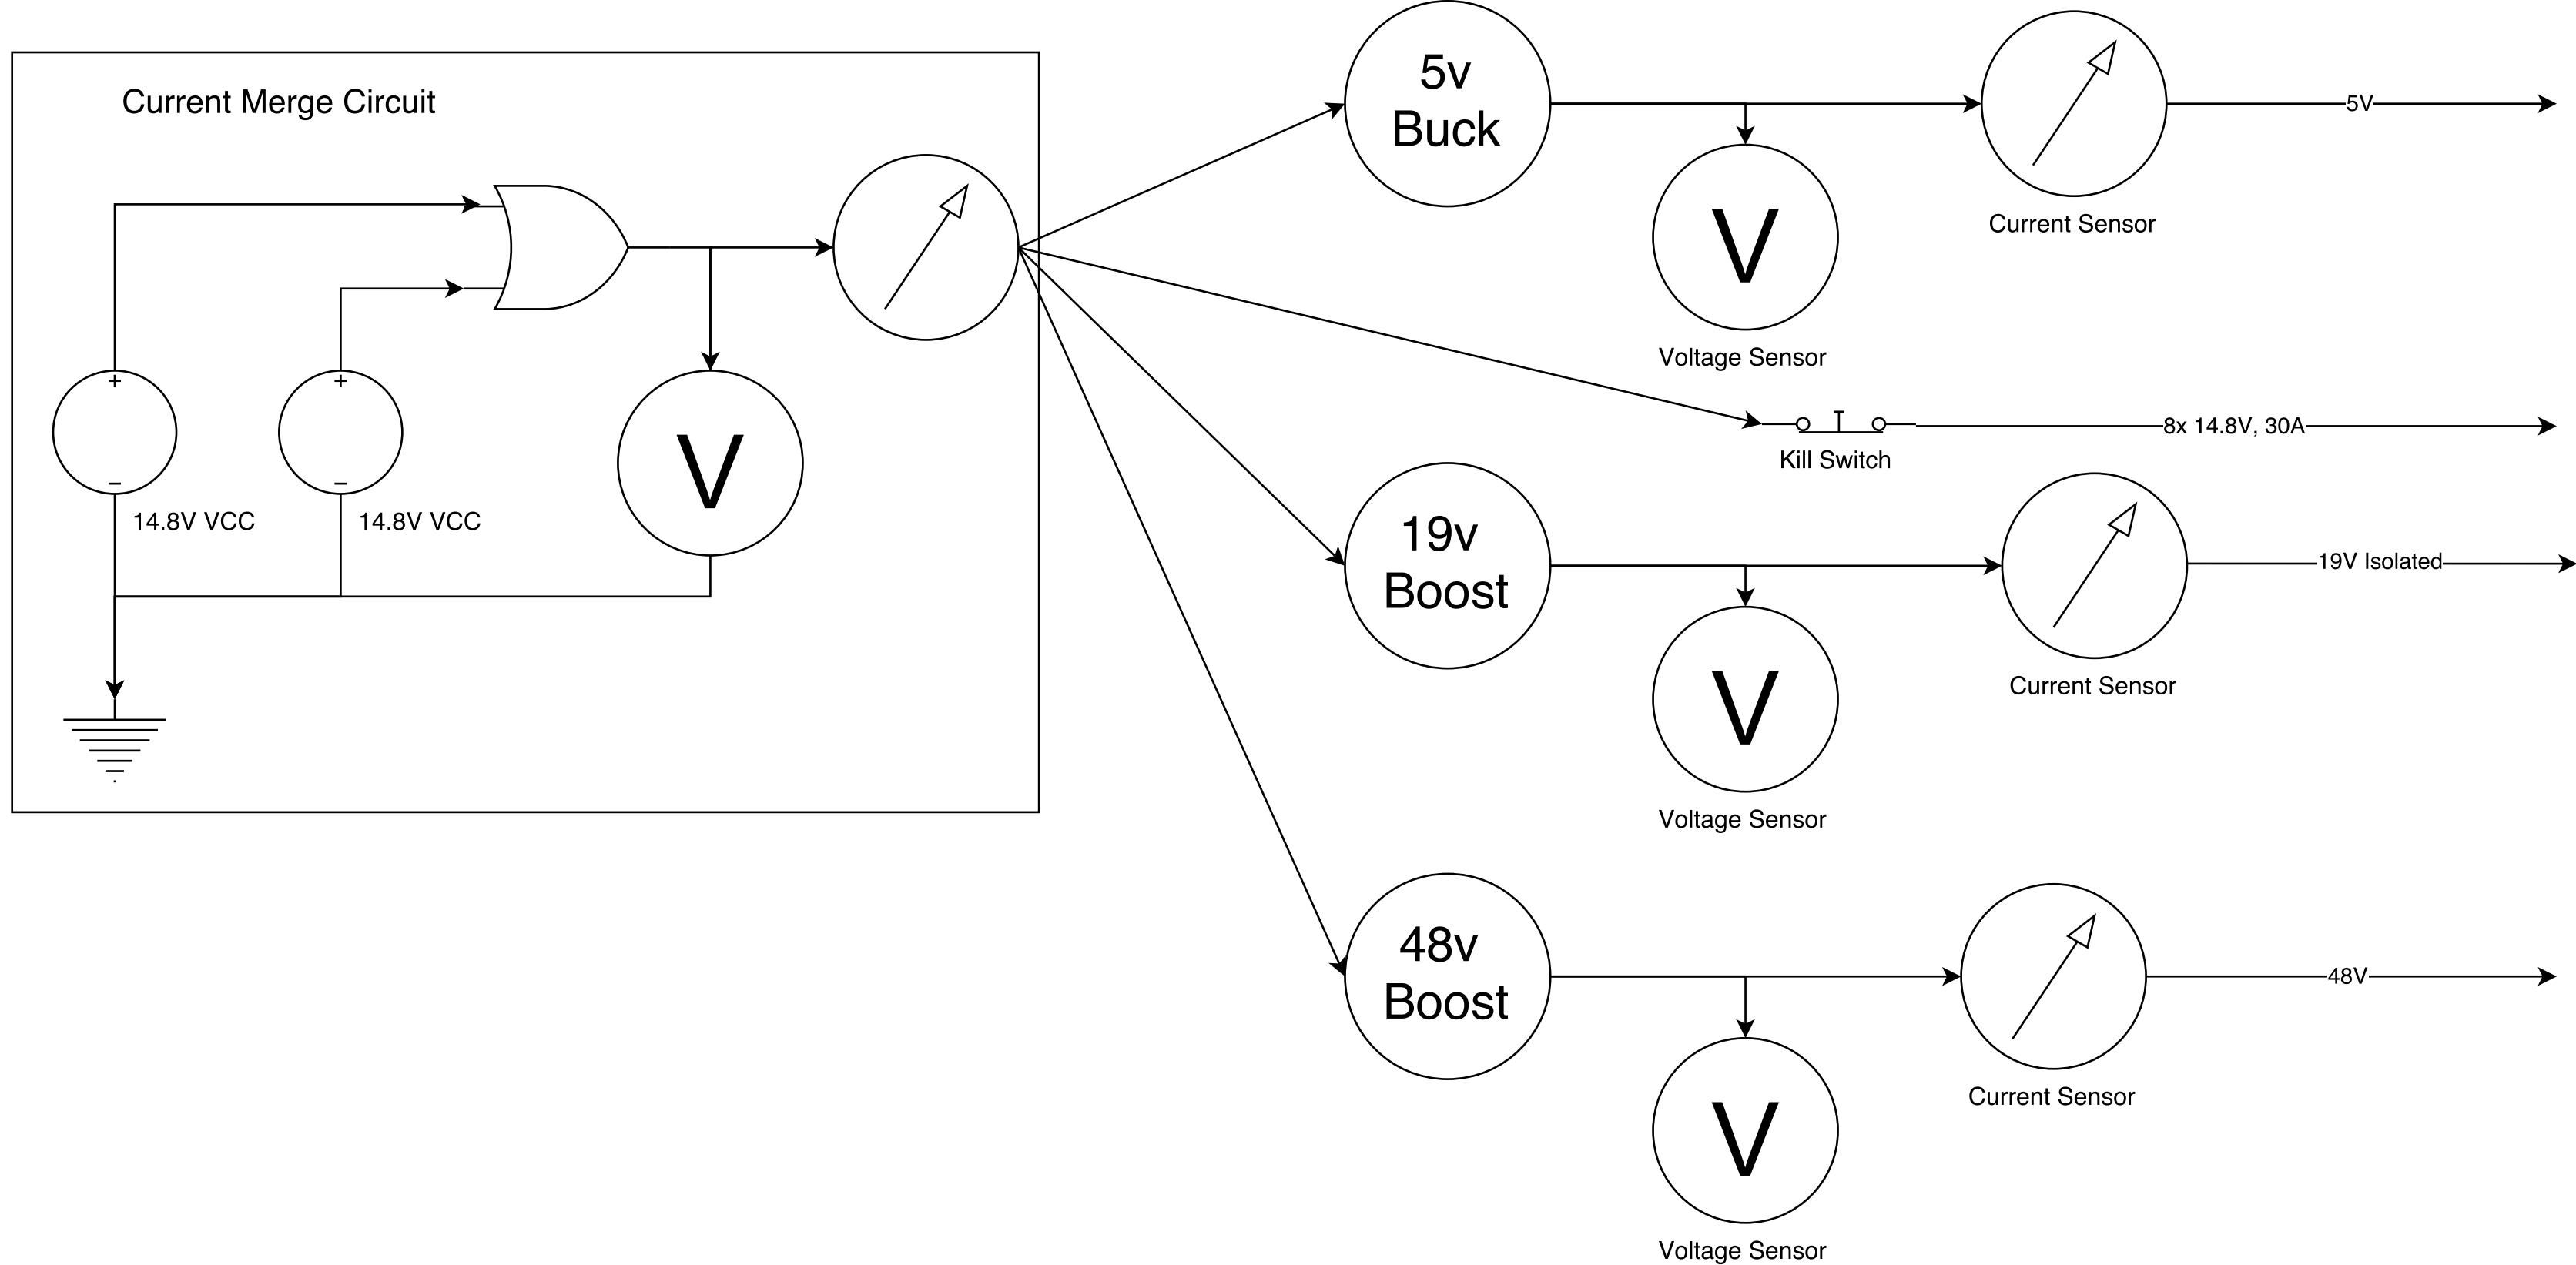 Current Merge Circuit
+
−
14.8V VCC
+
−
14.8V VCC
V
5v
Buck
V
Voltage Sensor
Current Sensor
5V
Kill Switch
8x 14.8V, 30A
19v
Boost
V
Voltage Sensor
Current Sensor
19V Isolated
48v
Boost
V
Voltage Sensor
Current Sensor
48V